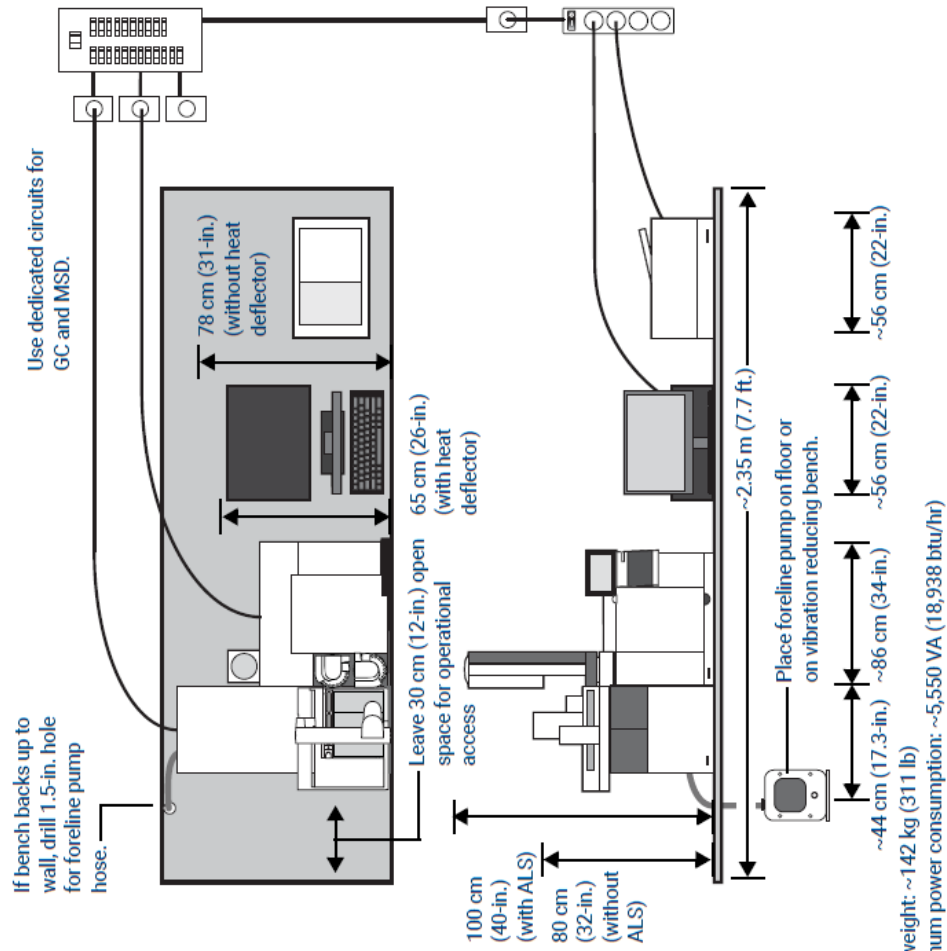 Use dedicated circuits for
GC and MSD.
If bench backs up to
wall, drill 1.5-in. hole
for foreline pump
hose.
78 cm (31-in.)
(without heat
deflector)
65 cm (26-in.)
(with heat
deflector)
Leave 30 cm (12-in.) open
space for operational
access
100 cm
(40-in.)
(with ALS)
80 cm
(32-in.)
(without
ALS)
~2.35 m (7.7 ft.)
Place foreline pump on floor or
on vibration reducing bench.
~44 cm (17.3-in.)
~86 cm (34-in.)
~56 cm (22-in.)
~56 cm (22-in.)
weight: ~142 kg (311 lb)
power consumption: ~5,550 VA (18,938 btu/hr)